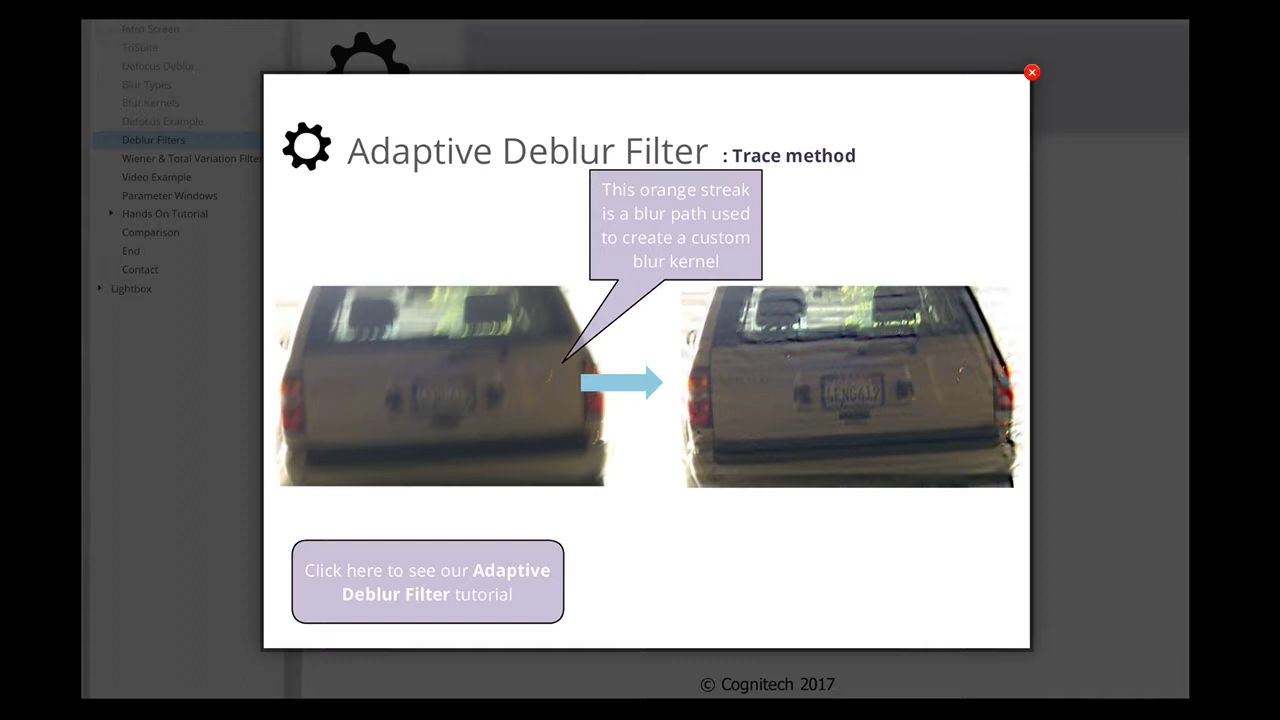 Intro Screen
TriSuite
Defocus Deblur
Blur Types
Blur Kernels
Defocus Example
Deblur Filters
Wiener & Total Variation Filter
Video Example
Parameter Windows
Hands On Tutorial
Comparison
End
Contact
Lightbox
Adaptive Deblur Filter : Trace method
This orange streak
is a blur path used
to create a custom
blur kernel
Click here to see our Adaptive
Deblur Filter tutorial
© Cognitech 2017